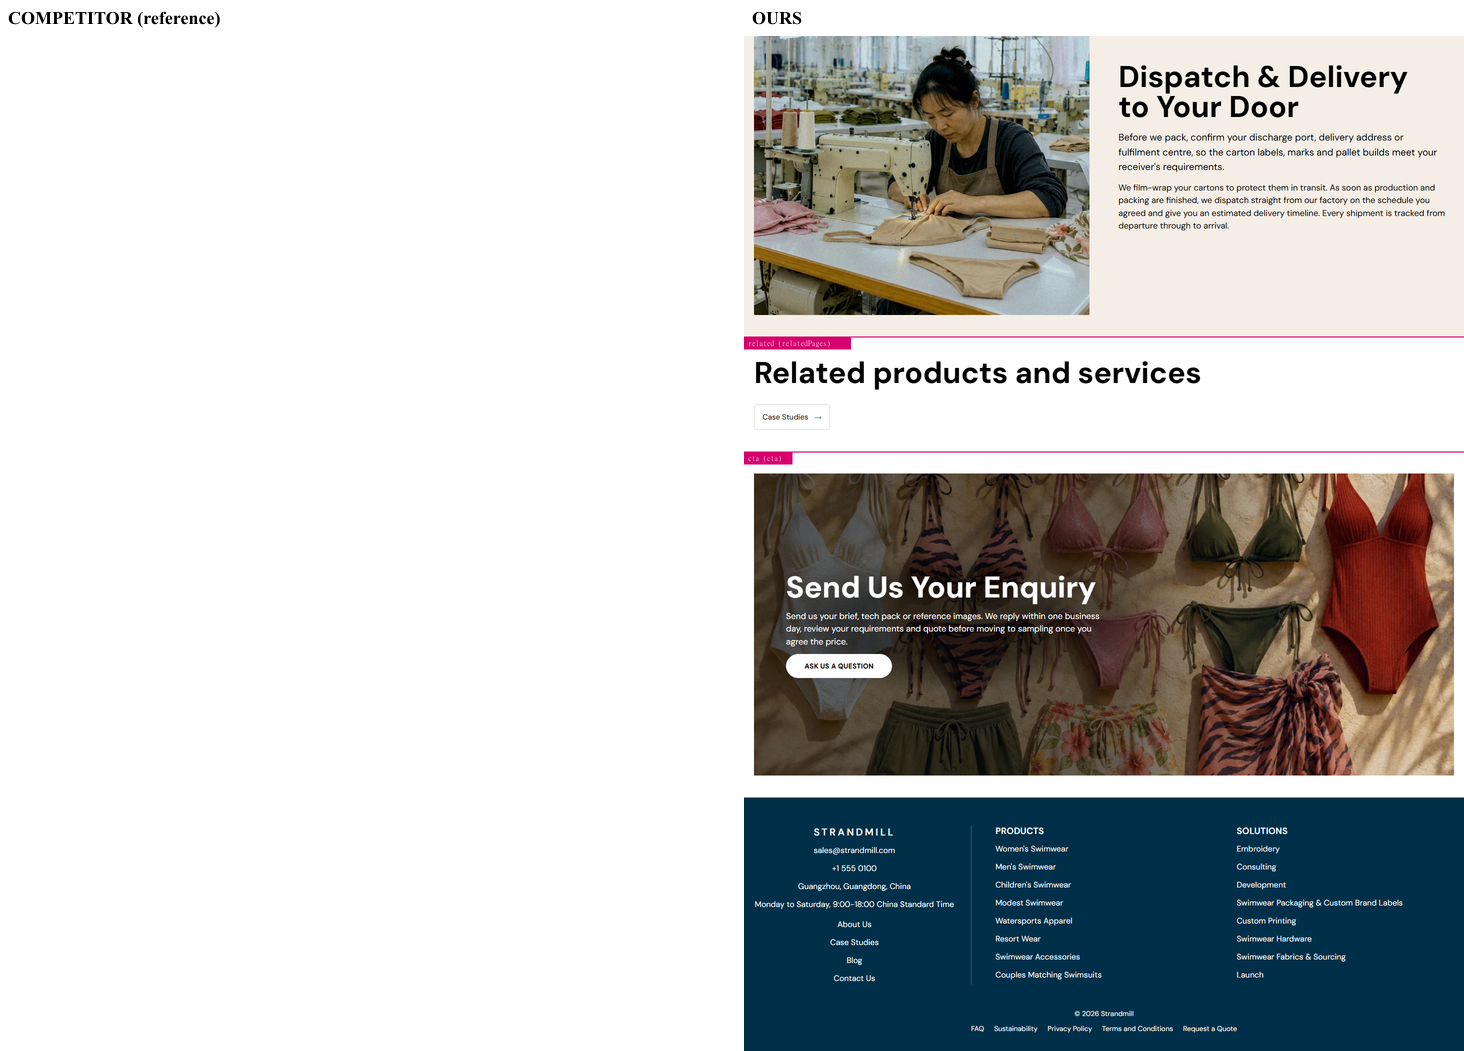 COMPETITOR (reference)
OURS
Dispatch & Delivery
to Your Door
Before we pack, confirm your discharge port, delivery address or
fulfilment centre, so the carton labels, marks and pallet builds meet your
receiver's requirements.
We film-wrap your cartons to protect them in transit. As soon as production and
packing are finished, we dispatch straight from our factory on the schedule you
agreed and give you an estimated delivery timeline. Every shipment is tracked from
departure through to arrival.
related (relatedPages)
Related products and services
Case Studies →
cta (cta)
Send Us Your Enquiry
Send us your brief, tech pack or reference images. We reply within one business
day, review your requirements and quote before moving to sampling once you
agree the price.
ASK US A QUESTION
STRANDMILL
sales@strandmill.com
+1 555 0100
Guangzhou, Guangdong, China
Monday to Saturday, 9:00-18:00 China Standard Time
About Us
Case Studies
Blog
Contact Us
PRODUCTS
Women's Swimwear
Men's Swimwear
Children's Swimwear
Modest Swimwear
Watersports Apparel
Resort Wear
Swimwear Accessories
Couples Matching Swimsuits
SOLUTIONS
Embroidery
Consulting
Development
Swimwear Packaging & Custom Brand Labels
Custom Printing
Swimwear Hardware
Swimwear Fabrics & Sourcing
Launch
© 2026 Strandmill
FAQ Sustainability Privacy Policy Terms and Conditions Request a Quote